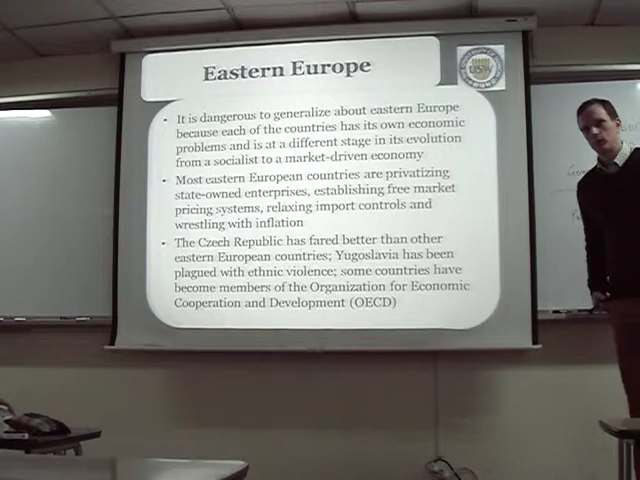 Eastern Europe
USW
• It is dangerous to generalize about eastern Europe
because each of the countries has its own economic
problems and is at a different stage in its evolution
from a socialist to a market-driven economy
• Most eastern European countries are privatizing
state-owned enterprises, establishing free market
pricing systems, relaxing import controls and
wrestling with inflation
• The Czech Republic has fared better than other
eastern European countries; Yugoslavia has been
plagued with ethnic violence; some countries have
become members of the Organization for Economic
Cooperation and Development (OECD)